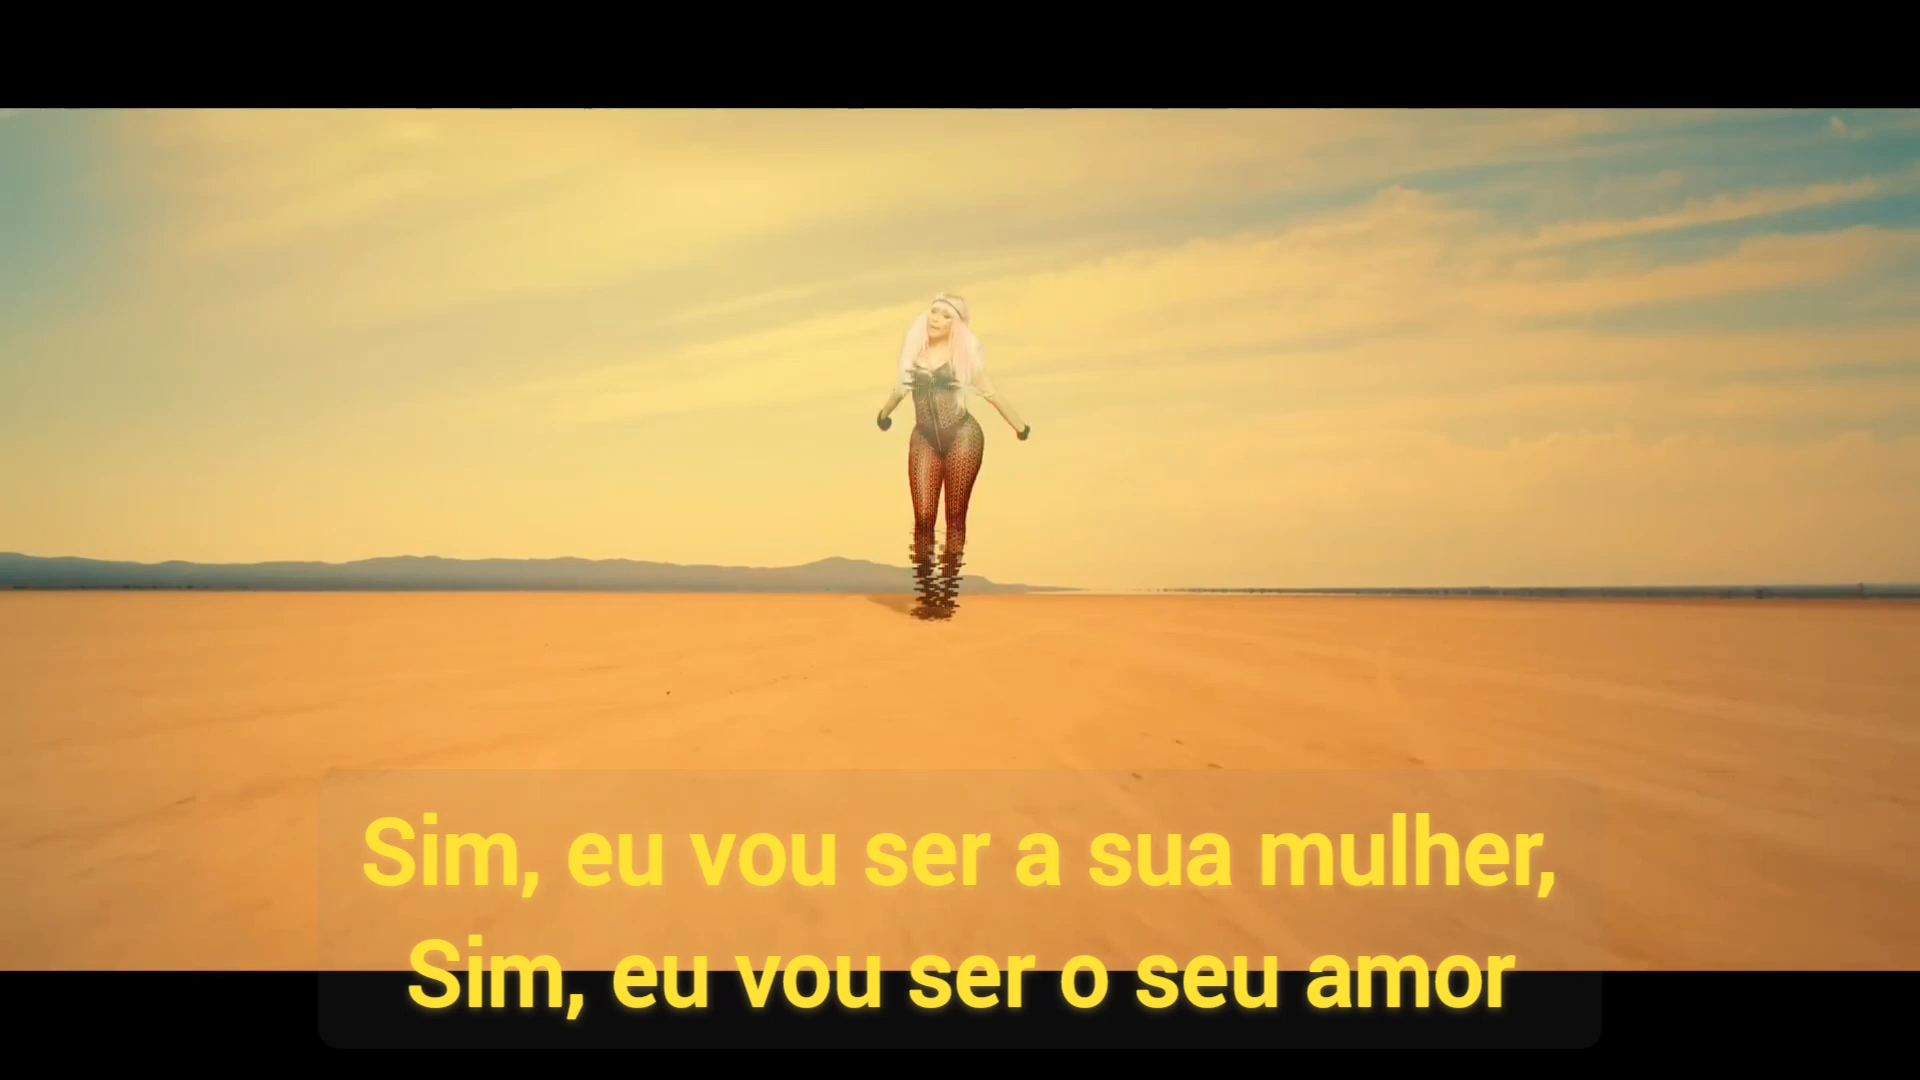 Sim, eu vou ser a sua mulher,
Sim, eu vou ser o seu amor